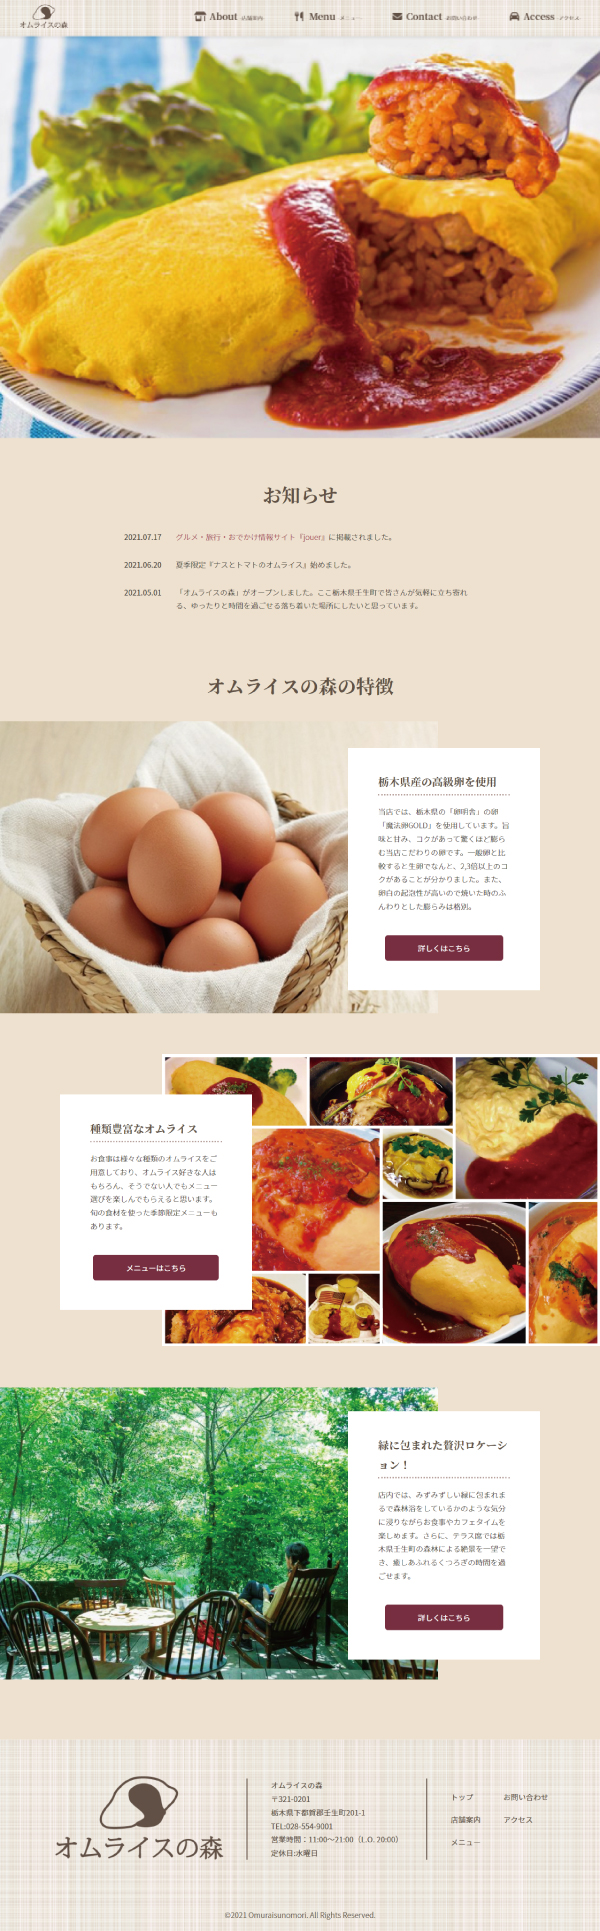 オムライスの森
About 店舗案内
Menu メニュー
Contact お問い合わせ
Access アクセス
お知らせ
2021.07.17 グルメ・旅行・おでかけ情報サイト『jouer』に掲載されました。
2021.06.20 夏季限定『ナスとトマトのオムライス』始めました。
2021.05.01 「オムライスの森」がオープンしました。ここ栃木県壬生町で皆さんが気軽に立ち寄れ
る、ゆったりと時間を過ごせる落ち着いた場所にしたいと思っています。
オムライスの森の特徴
栃木県産の高級卵を使用
当店では、栃木県の「卵明舎」の卵
「魔法卵GOLD」を使用しています。旨
味と甘み、コクがあって驚くほど膨ら
む当店こだわりの卵です。一般卵と比
較すると生卵でなんと、2,3倍以上のコ
クがあることが分かりました。また、
卵白の起泡性が高いので焼いた時のふ
んわりとした膨らみは格別。
詳しくはこちら
種類豊富なオムライス
お食事は様々な種類のオムライスをご
用意しており、オムライス好きな人は
もちろん、そうでない人でもメニュー
選びを楽しんでもらえると思います。
旬の食材を使った季節限定メニューも
あります。
メニューはこちら
緑に包まれた贅沢ロケーシ
ョン！
店内では、みずみずしい緑に包まれま
るで森林浴をしているかのような気分
に浸りながらお食事やカフェタイムを
楽しめます。さらに、テラス席では栃
木県壬生町の森林による絶景を一望で
き、癒しあふれるくつろぎの時間を過
ごせます。
詳しくはこちら
オムライスの森
オムライスの森
〒321-0201
栃木県下都賀郡壬生町201-1
TEL:028-554-9001
営業時間：11:00〜21:00（L.O. 20:00）
定休日:水曜日
トップ
お問い合わせ
店舗案内
アクセス
メニュー
©2021 Omuraisunomori. All Rights Reserved.